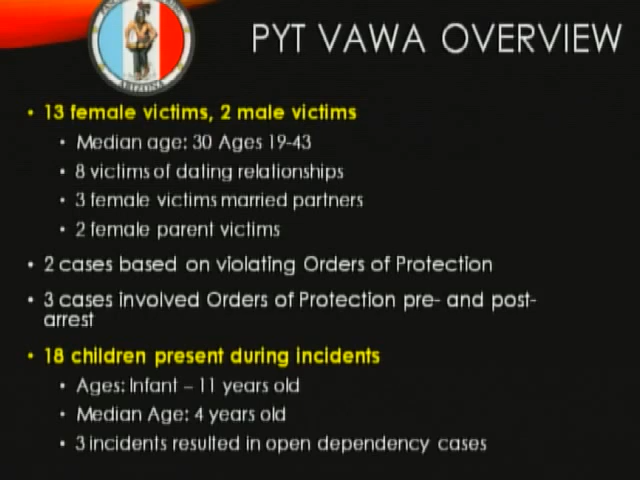 PYT VAWA OVERVIEW
ARIZONA
• 13 female victims, 2 male victims
• Median age: 30 Ages 19-43
• 8 victims of dating relationships
• 3 female victims married partners
• 2 female parent victims
• 2 cases based on violating Orders of Protection
• 3 cases involved Orders of Protection pre- and post-
arrest
• 18 children present during incidents
• Ages: Infant – 11 years old
• Median Age: 4 years old
• 3 incidents resulted in open dependency cases